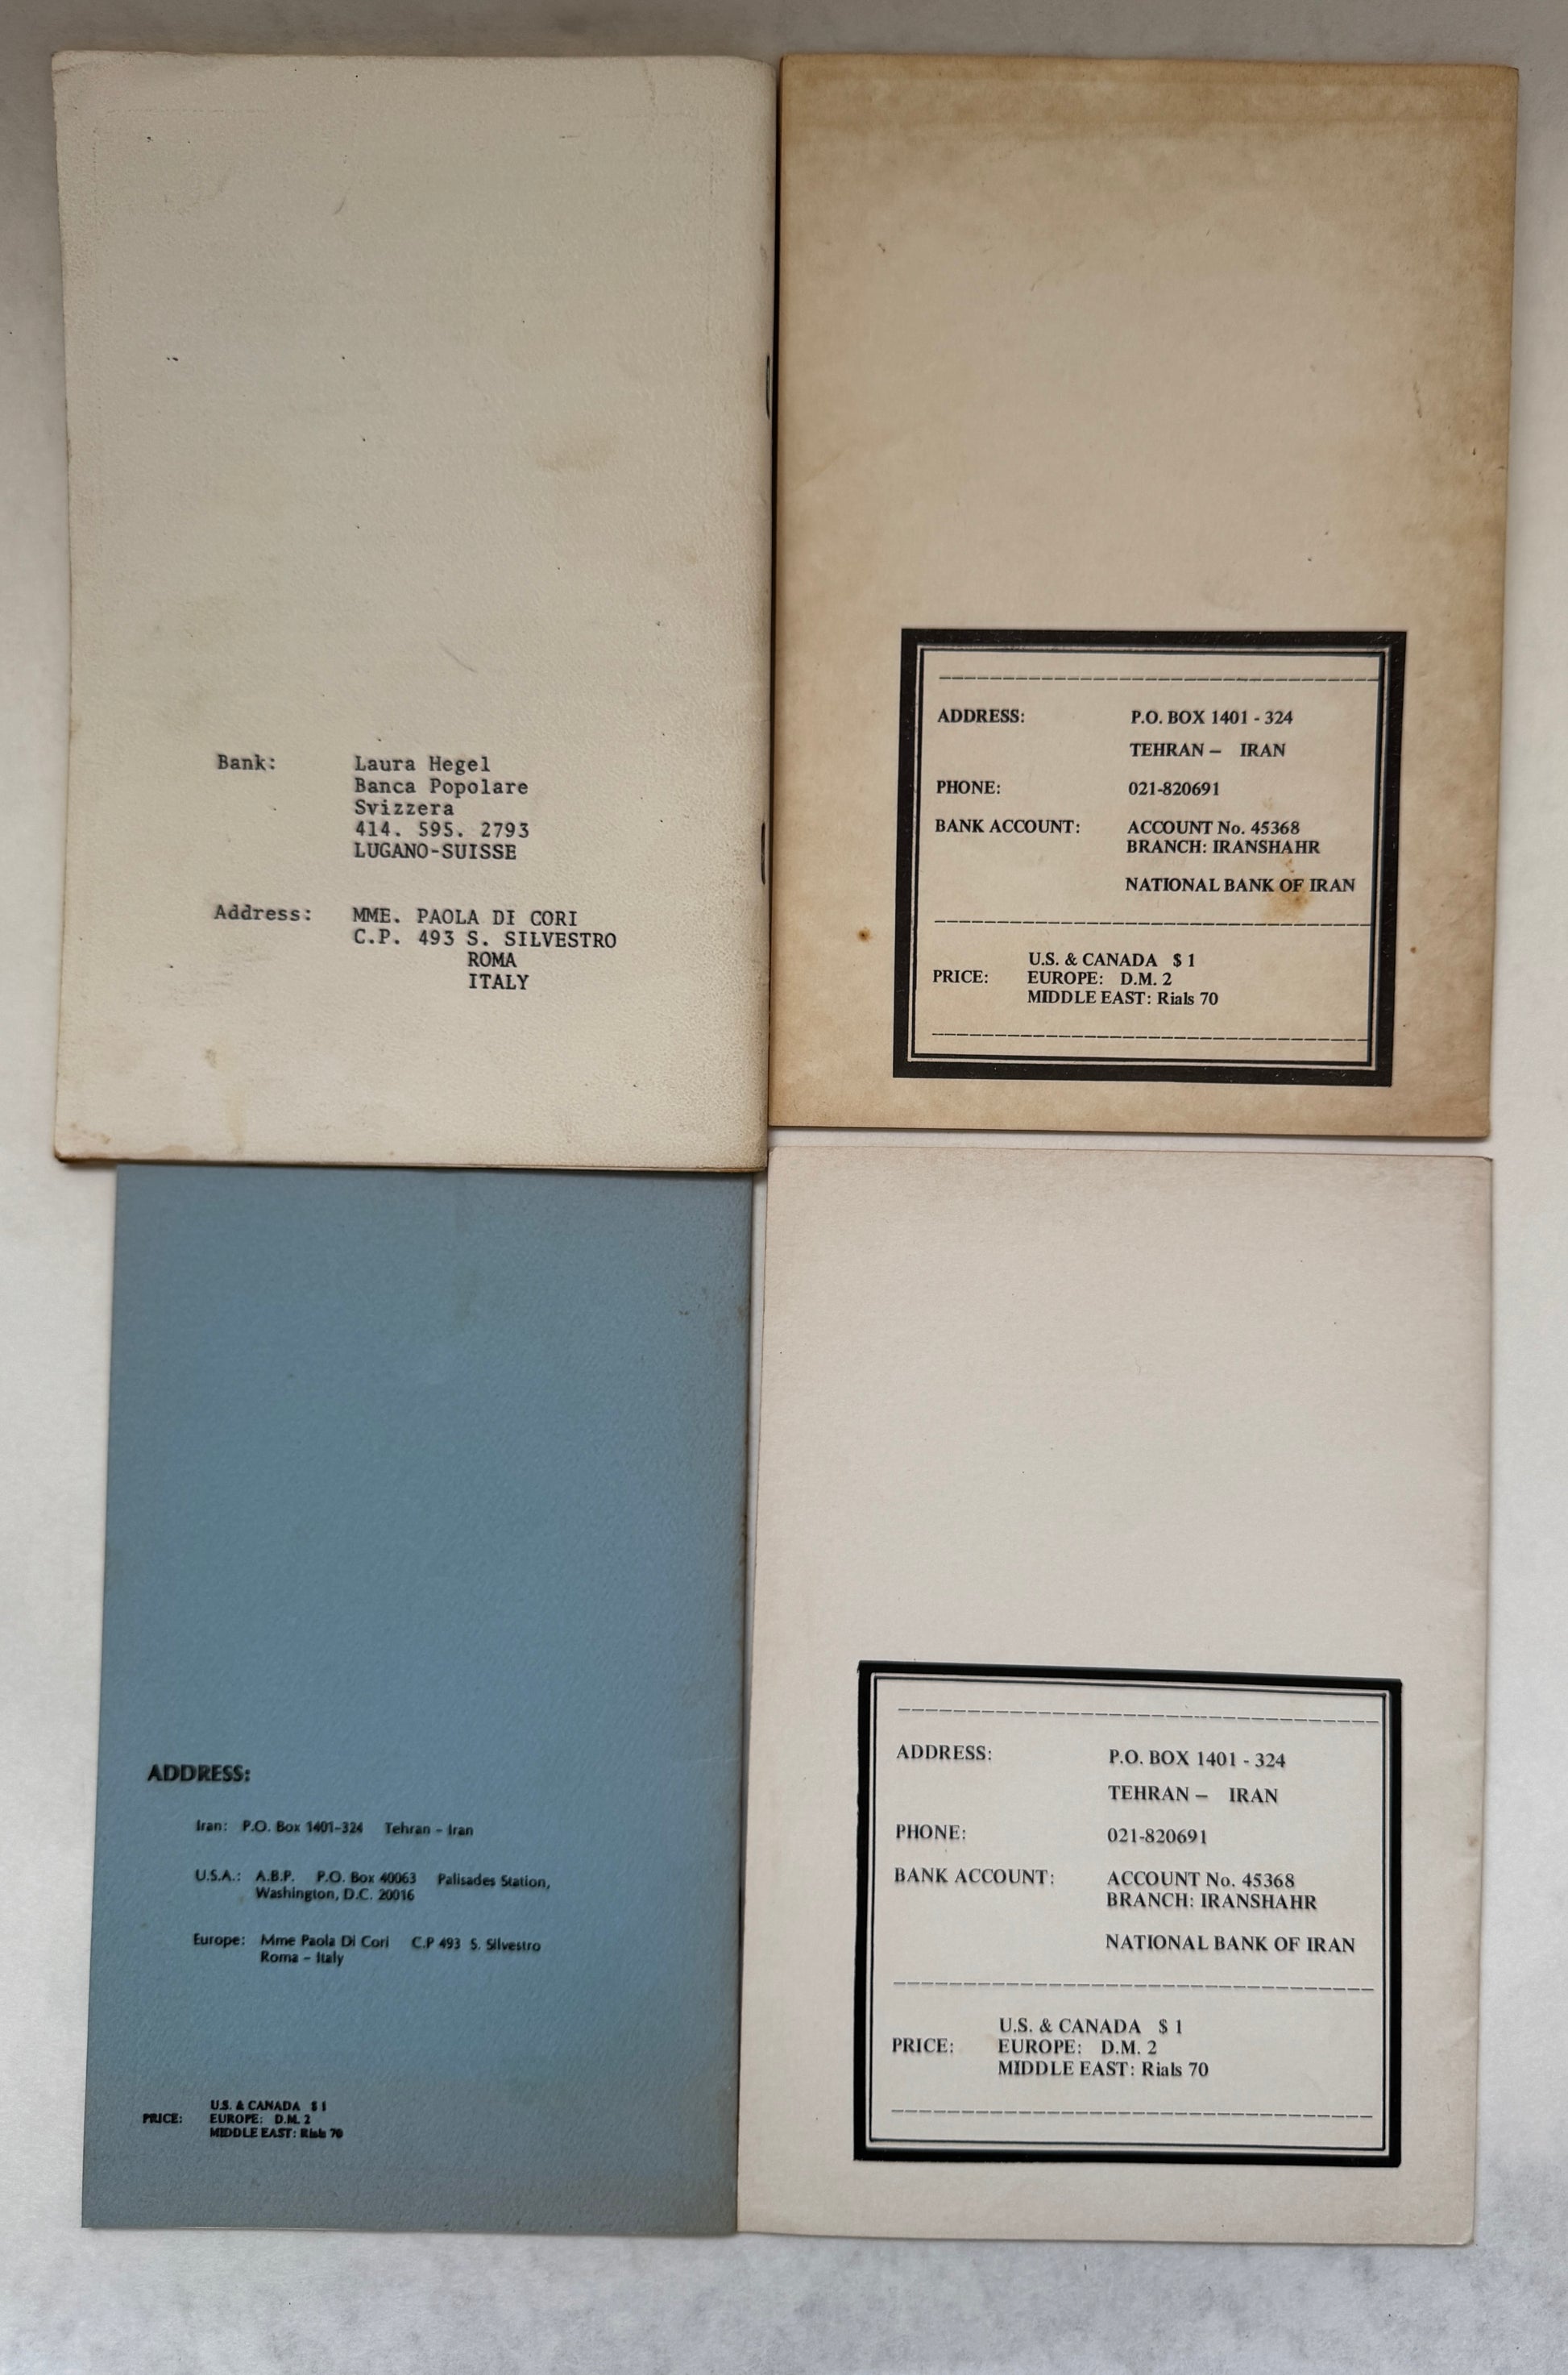 Bank: Laura Hegel
Banca Popolare
Svizzera
414. 595. 2793
LUGANO-SUISSE
Address: MME. PAOLA DI CORI
C.P. 493 S. SILVESTRO
ROMA
ITALY
ADDRESS: P.O. BOX 1401 - 324
TEHRAN – IRAN
PHONE: 021-820691
BANK ACCOUNT: ACCOUNT No. 45368
BRANCH: IRANSHAHR
NATIONAL BANK OF IRAN
U.S. & CANADA $ 1
PRICE: EUROPE: D.M. 2
MIDDLE EAST: Rials 70
ADDRESS:
Iran: P.O. Box 1401-324 Tehran - Iran
U.S.A.: A.B.P. P.O. Box 40063 Palisades Station,
Washington, D.C. 20016
Europe: Mme Paola Di Cori C.P 493 S. Silvestro
Roma - Italy
U.S. & CANADA $ 1
PRICE: EUROPE: D.M. 2
MIDDLE EAST: Rials 70
ADDRESS: P.O. BOX 1401 - 324
TEHRAN – IRAN
PHONE: 021-820691
BANK ACCOUNT: ACCOUNT No. 45368
BRANCH: IRANSHAHR
NATIONAL BANK OF IRAN
U.S. & CANADA $ 1
PRICE: EUROPE: D.M. 2
MIDDLE EAST: Rials 70